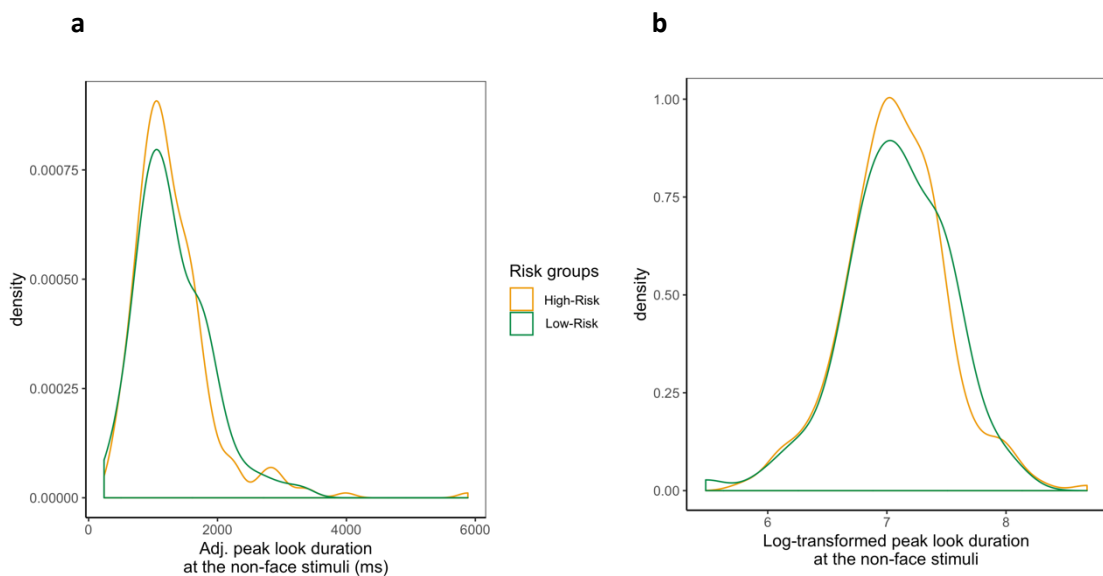 a
density
0.00075
0.00050
0.00025
0.00000
0
2000
4000
6000
Adj. peak look duration
at the non-face stimuli (ms)
Risk groups
High-Risk
Low-Risk
b
density
1.00
0.75
0.50
0.25
0.00
6
7
8
Log-transformed peak look duration
at the non-face stimuli